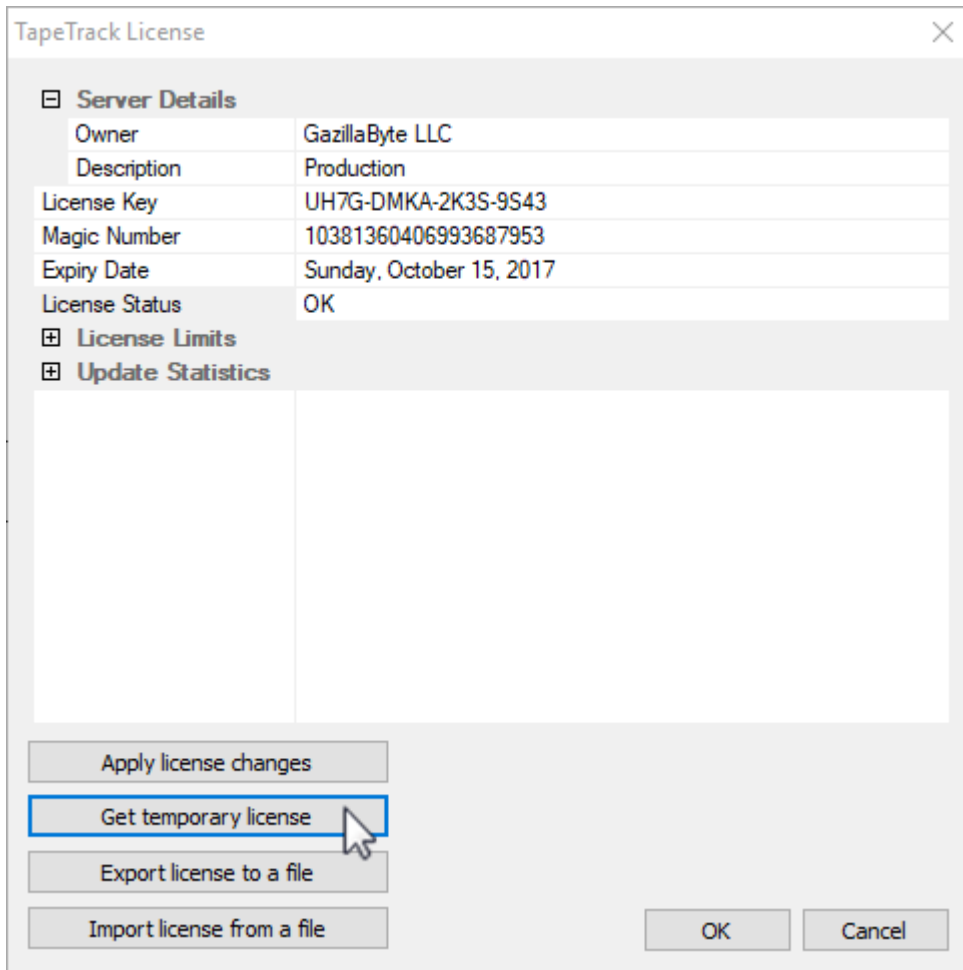 TapeTrack License
Server Details
Owner GazillaByte LLC
Description Production
License Key UH7G-DMKA-2K3S-9S43
Magic Number 10381360406993687953
Expiry Date Sunday, October 15, 2017
License Status OK
License Limits
Update Statistics
Apply license changes
Get temporary license
Export license to a file
Import license from a file
OK Cancel